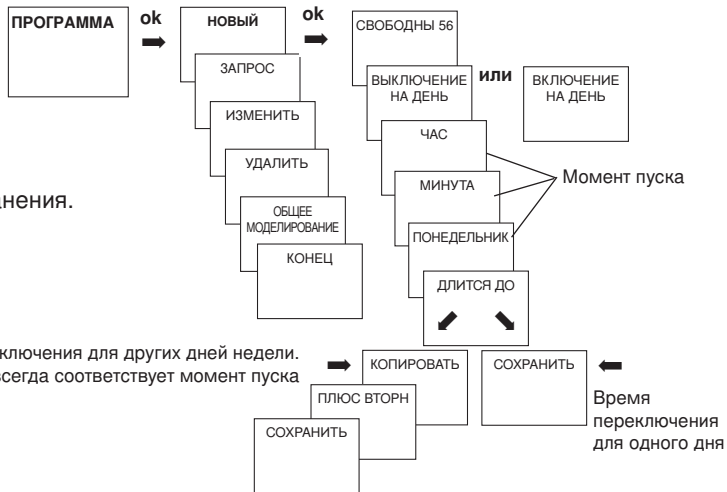 ПРОГРАММА
ok
НОВЫЙ
ok
СВОБОДНЫ 56
ЗАПРОС
ВЫКЛЮЧЕНИЕ
НА ДЕНЬ
или
ВКЛЮЧЕНИЕ
НА ДЕНЬ
ИЗМЕНИТЬ
ЧАС
УДАЛИТЬ
МИНУТА
Момент пуска
анения.
ОБЩЕЕ
МОДЕЛИРОВАНИЕ
ПОНЕДЕЛЬНИК
КОНЕЦ
ДЛИТСЯ ДО
ключения для других дней недели.
всегда соответствует момент пуска
КОПИРОВАТЬ
СОХРАНИТЬ
ПЛЮС ВТОРН
Время
переключения
для одного дня
СОХРАНИТЬ